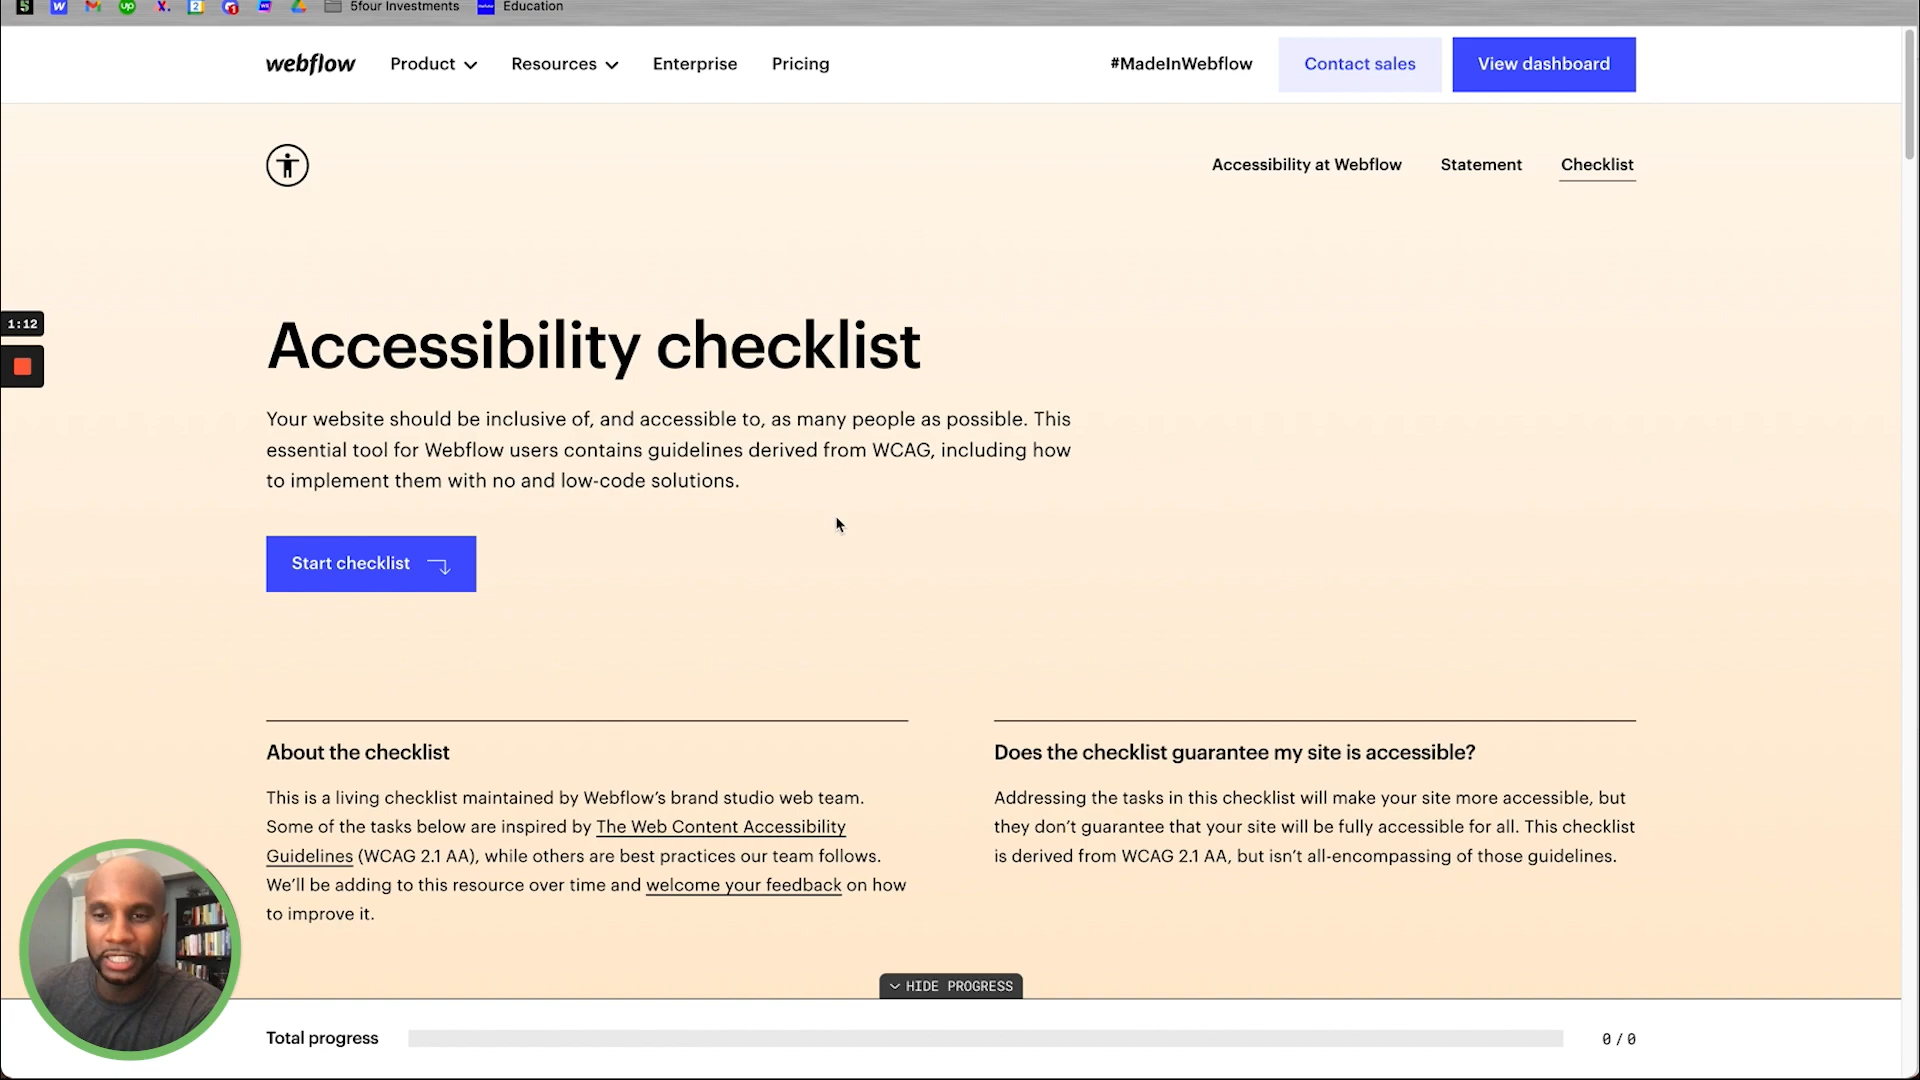 5four Investments
Education
webflow Product Resources Enterprise Pricing #MadeInWebflow Contact sales View dashboard
Accessibility at Webflow Statement Checklist
1:12
Accessibility checklist
Your website should be inclusive of, and accessible to, as many people as possible. This
essential tool for Webflow users contains guidelines derived from WCAG, including how
to implement them with no and low-code solutions.
Start checklist
About the checklist
This is a living checklist maintained by Webflow’s brand studio web team.
Some of the tasks below are inspired by The Web Content Accessibility
Guidelines (WCAG 2.1 AA), while others are best practices our team follows.
We’ll be adding to this resource over time and welcome your feedback on how
to improve it.
Does the checklist guarantee my site is accessible?
Addressing the tasks in this checklist will make your site more accessible, but
they don’t guarantee that your site will be fully accessible for all. This checklist
is derived from WCAG 2.1 AA, but isn’t all-encompassing of those guidelines.
HIDE PROGRESS
Total progress 0 / 0